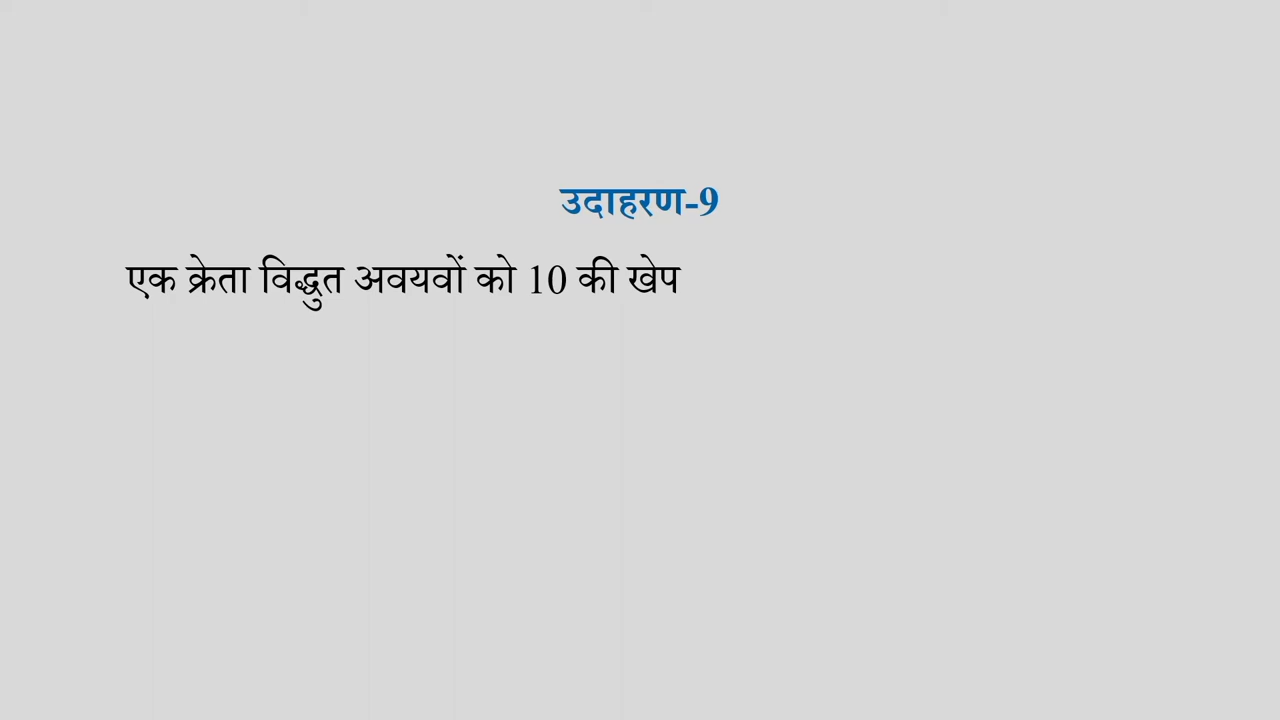 उदाहरण-9
एक क्रेता विद्धुत अवयवों को 10 की खेप